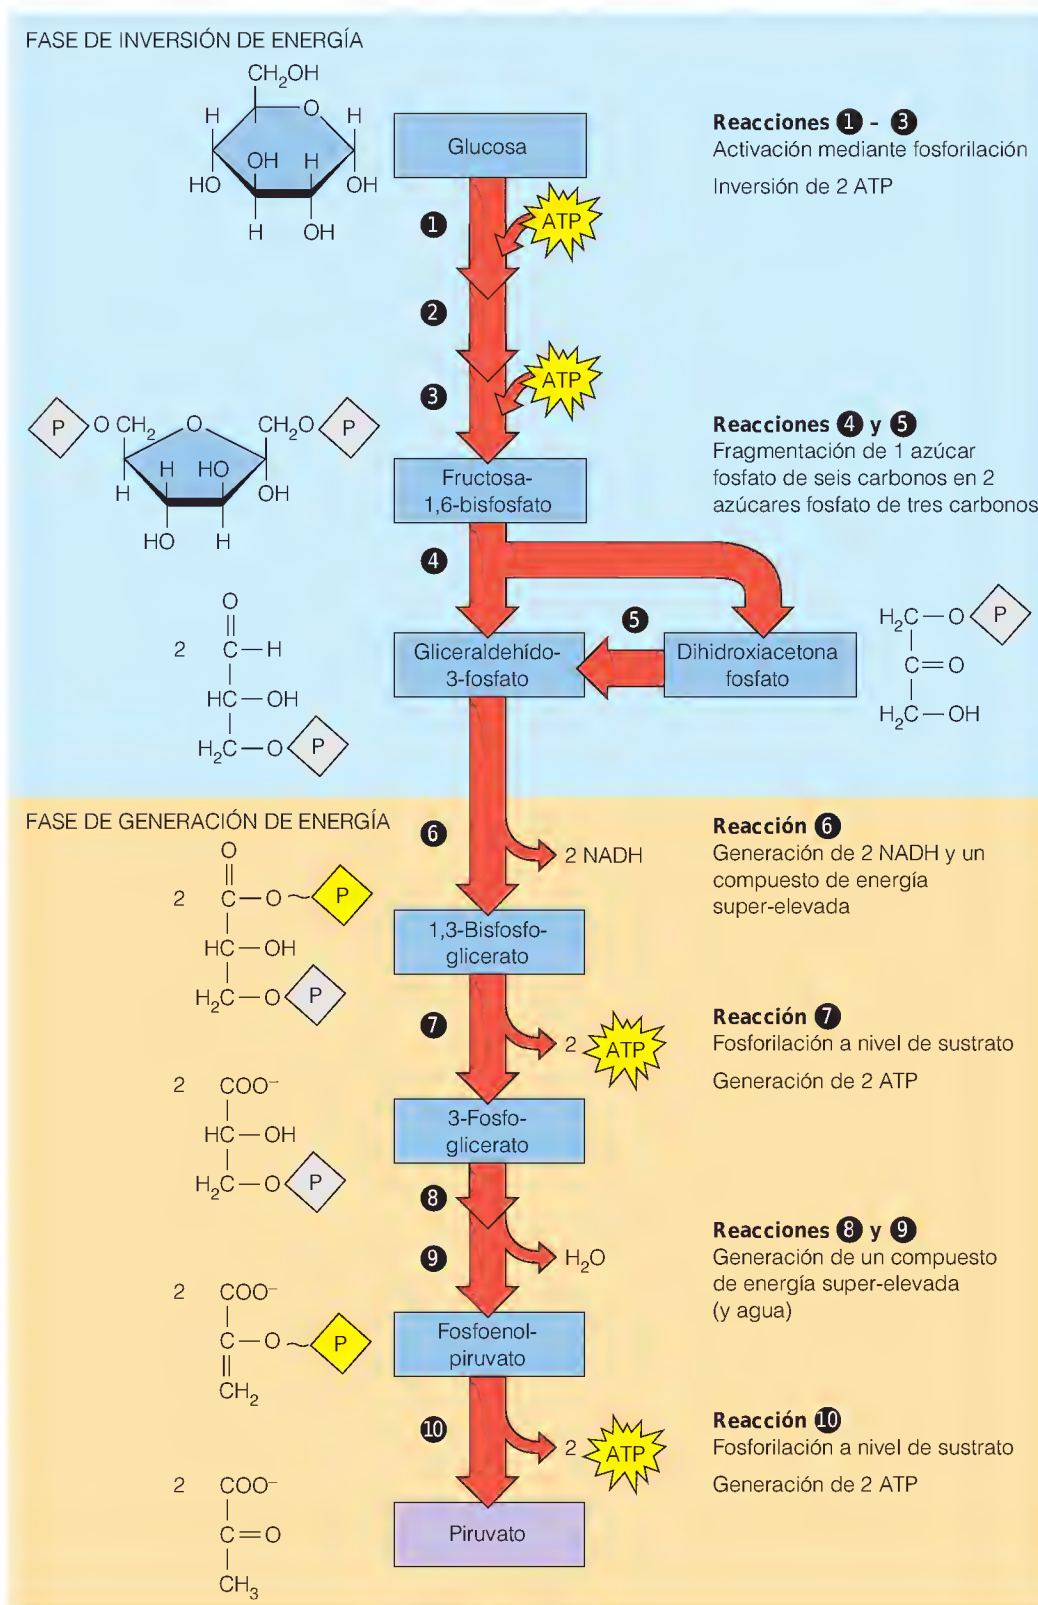 FASE DE INVERSIÓN DE ENERGÍA
CH2OH
O
H
H
H
OH
H
HO
OH
H
OH
Glucosa
Reacciones 1 – 3
Activación mediante fosforilación
Inversión de 2 ATP
1
ATP
2
3
ATP
P
OCH2
O
CH2O
P
H
HO
H
OH
HO
H
Fructosa-
1,6-bisfosfato
Reacciones 4 y 5
Fragmentación de 1 azúcar
fosfato de seis carbonos en 2
azúcares fosfato de tres carbonos
4
5
O
2 C—H
HC—OH
H2C—O P
Gliceraldehído-
3-fosfato
Dihidroxiacetona
fosfato
H2C—O P
C=O
H2C—OH
FASE DE GENERACIÓN DE ENERGÍA
6
2 NADH
Reacción 6
Generación de 2 NADH y un
compuesto de energía
super-elevada
O
2 C—O~P
HC—OH
H2C—O P
1,3-Bisfosfo-
glicerato
7
2 ATP
Reacción 7
Fosforilación a nivel de sustrato
Generación de 2 ATP
2 COO–
HC—OH
H2C—O P
3-Fosfo-
glicerato
8
9
H2O
Reacciones 8 y 9
Generación de un compuesto
de energía super-elevada
(y agua)
2 COO–
C—O~P
CH2
Fosfoenol-
piruvato
10
2 ATP
Reacción 10
Fosforilación a nivel de sustrato
Generación de 2 ATP
2 COO–
C=O
CH3
Piruvato